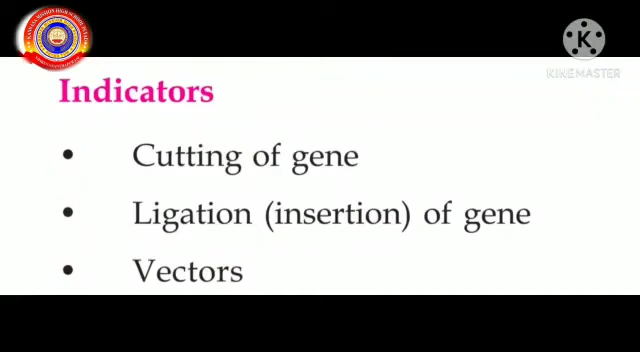 KINEMASTER
Indicators
• Cutting of gene
• Ligation (insertion) of gene
• Vectors